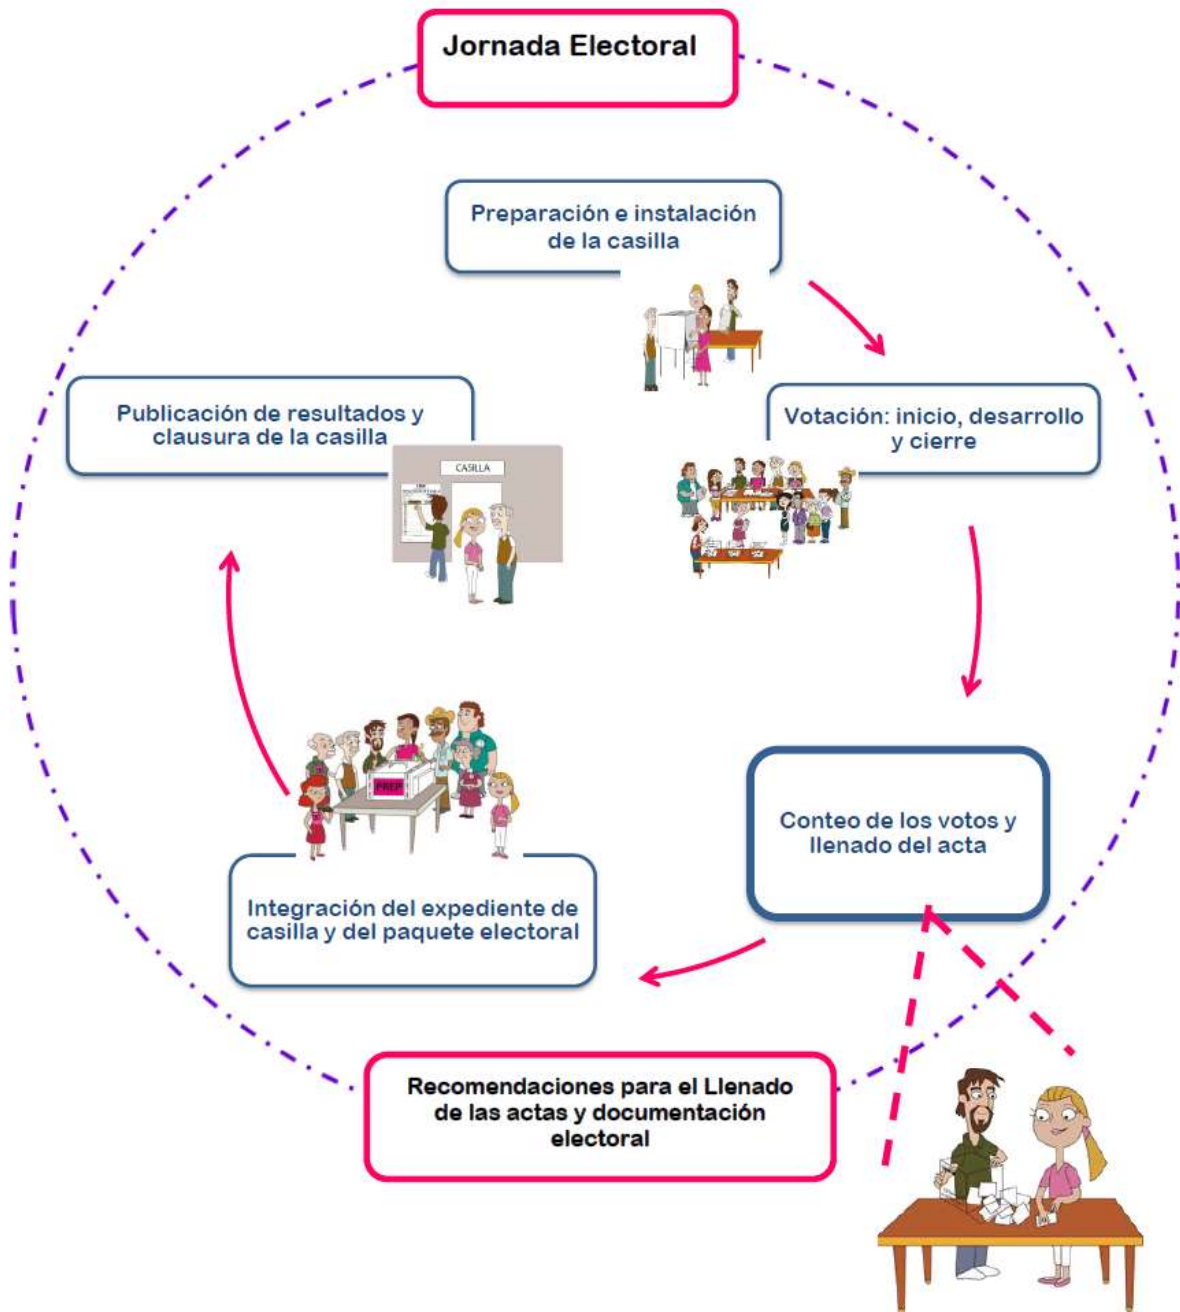 Jornada Electoral
Preparación e instalación
de la casilla
Votación: inicio, desarrollo
y cierre
Conteo de los votos y
llenado del acta
Integración del expediente de
casilla y del paquete electoral
PREP
Publicación de resultados y
clausura de la casilla
CASILLA
Recomendaciones para el Llenado
de las actas y documentación
electoral